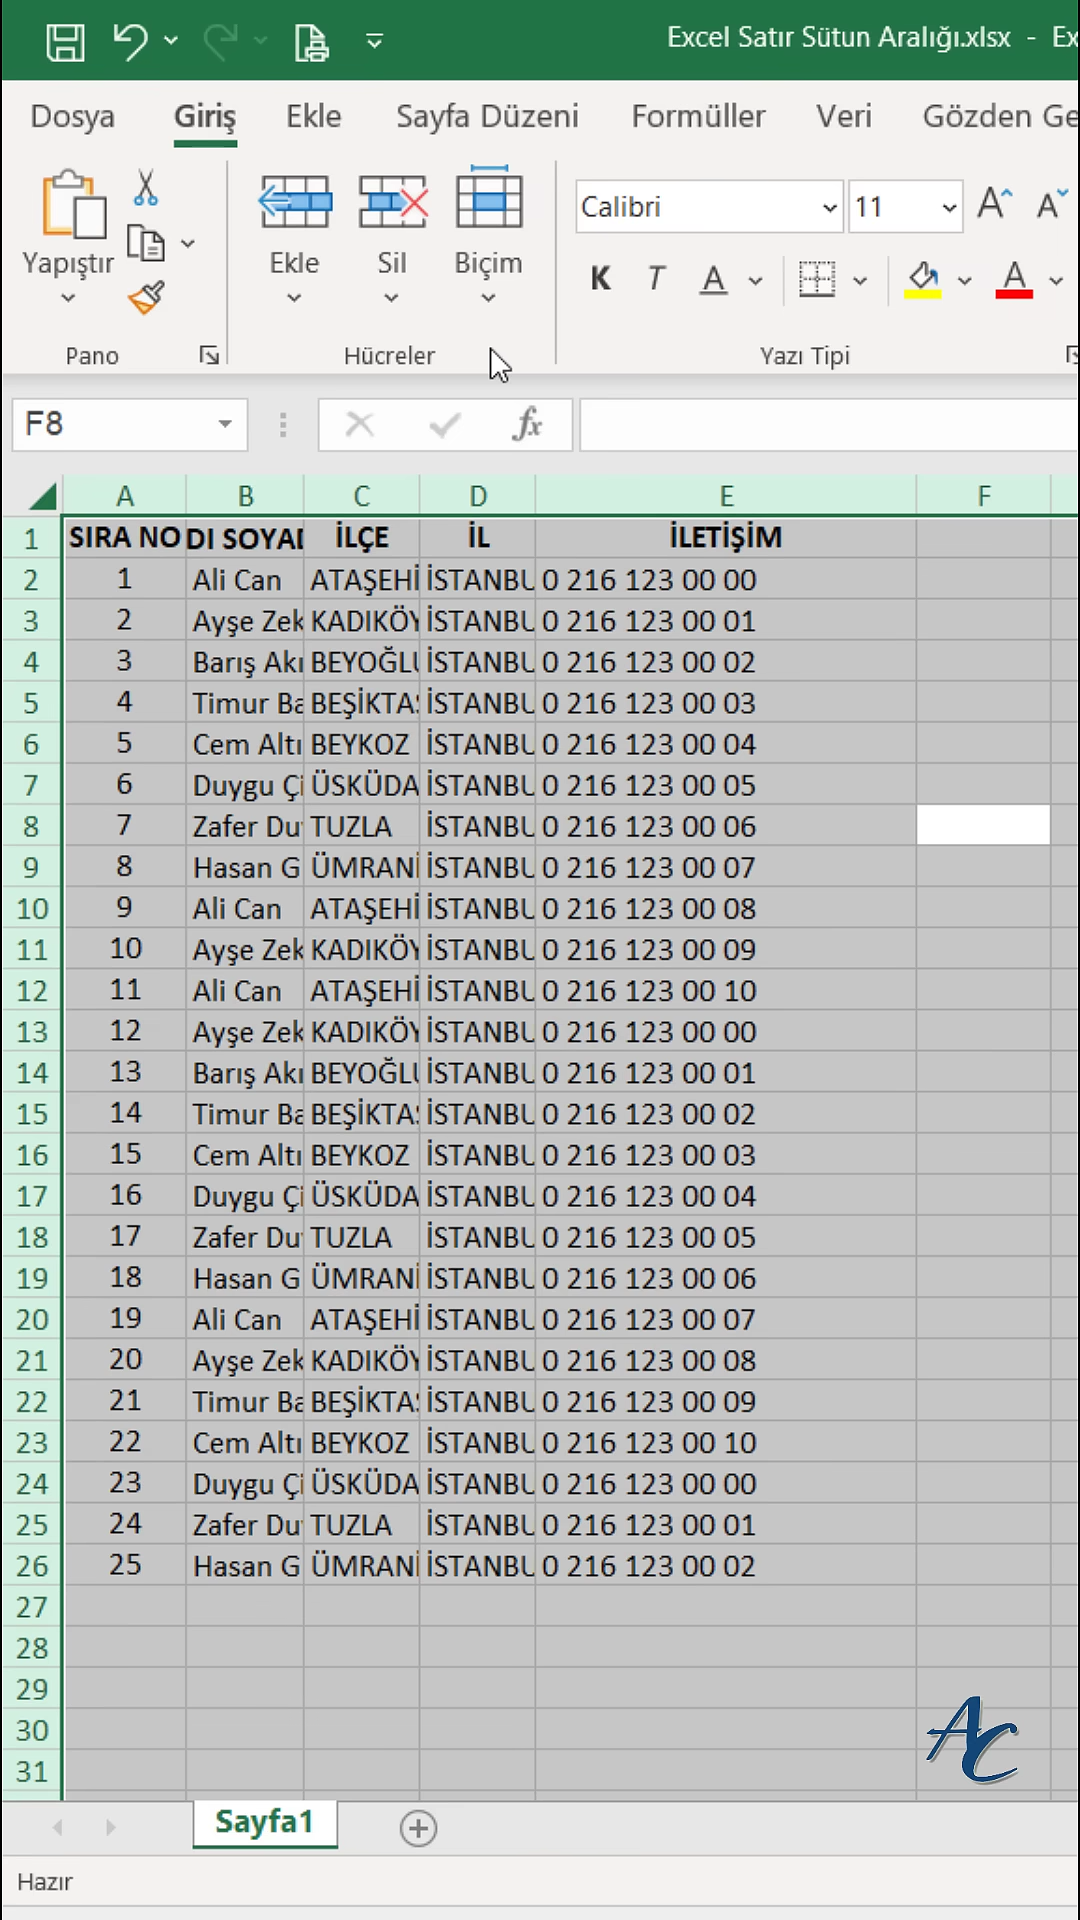 Excel Satır Sütun Aralığı.xlsx - Ex
Dosya Giriş Ekle Sayfa Düzeni Formüller Veri Gözden Ge
Yapıştır Ekle Sil Biçim Calibri 11 A A
K T A A
Pano Hücreler Yazı Tipi
F8 fx
A B C D E F
1 SIRA NO DI SOYAD İLÇE İL İLETİŞİM
2 1 Ali Can ATAŞEHİ İSTANBU 0 216 123 00 00
3 2 Ayşe Zek KADIKÖY İSTANBU 0 216 123 00 01
4 3 Barış Akı BEYOĞLU İSTANBU 0 216 123 00 02
5 4 Timur Ba BEŞİKTAŞ İSTANBU 0 216 123 00 03
6 5 Cem Altı BEYKOZ İSTANBU 0 216 123 00 04
7 6 Duygu Çi ÜSKÜDA İSTANBU 0 216 123 00 05
8 7 Zafer Du TUZLA İSTANBU 0 216 123 00 06
9 8 Hasan G ÜMRANİ İSTANBU 0 216 123 00 07
10 9 Ali Can ATAŞEHİ İSTANBU 0 216 123 00 08
11 10 Ayşe Zek KADIKÖY İSTANBU 0 216 123 00 09
12 11 Ali Can ATAŞEHİ İSTANBU 0 216 123 00 10
13 12 Ayşe Zek KADIKÖY İSTANBU 0 216 123 00 00
14 13 Barış Akı BEYOĞLU İSTANBU 0 216 123 00 01
15 14 Timur Ba BEŞİKTAŞ İSTANBU 0 216 123 00 02
16 15 Cem Altı BEYKOZ İSTANBU 0 216 123 00 03
17 16 Duygu Çi ÜSKÜDA İSTANBU 0 216 123 00 04
18 17 Zafer Du TUZLA İSTANBU 0 216 123 00 05
19 18 Hasan G ÜMRANİ İSTANBU 0 216 123 00 06
20 19 Ali Can ATAŞEHİ İSTANBU 0 216 123 00 07
21 20 Ayşe Zek KADIKÖY İSTANBU 0 216 123 00 08
22 21 Timur Ba BEŞİKTAŞ İSTANBU 0 216 123 00 09
23 22 Cem Altı BEYKOZ İSTANBU 0 216 123 00 10
24 23 Duygu Çi ÜSKÜDA İSTANBU 0 216 123 00 00
25 24 Zafer Du TUZLA İSTANBU 0 216 123 00 01
26 25 Hasan G ÜMRANİ İSTANBU 0 216 123 00 02
27
28
29
30
31
AC
Sayfa1
Hazır